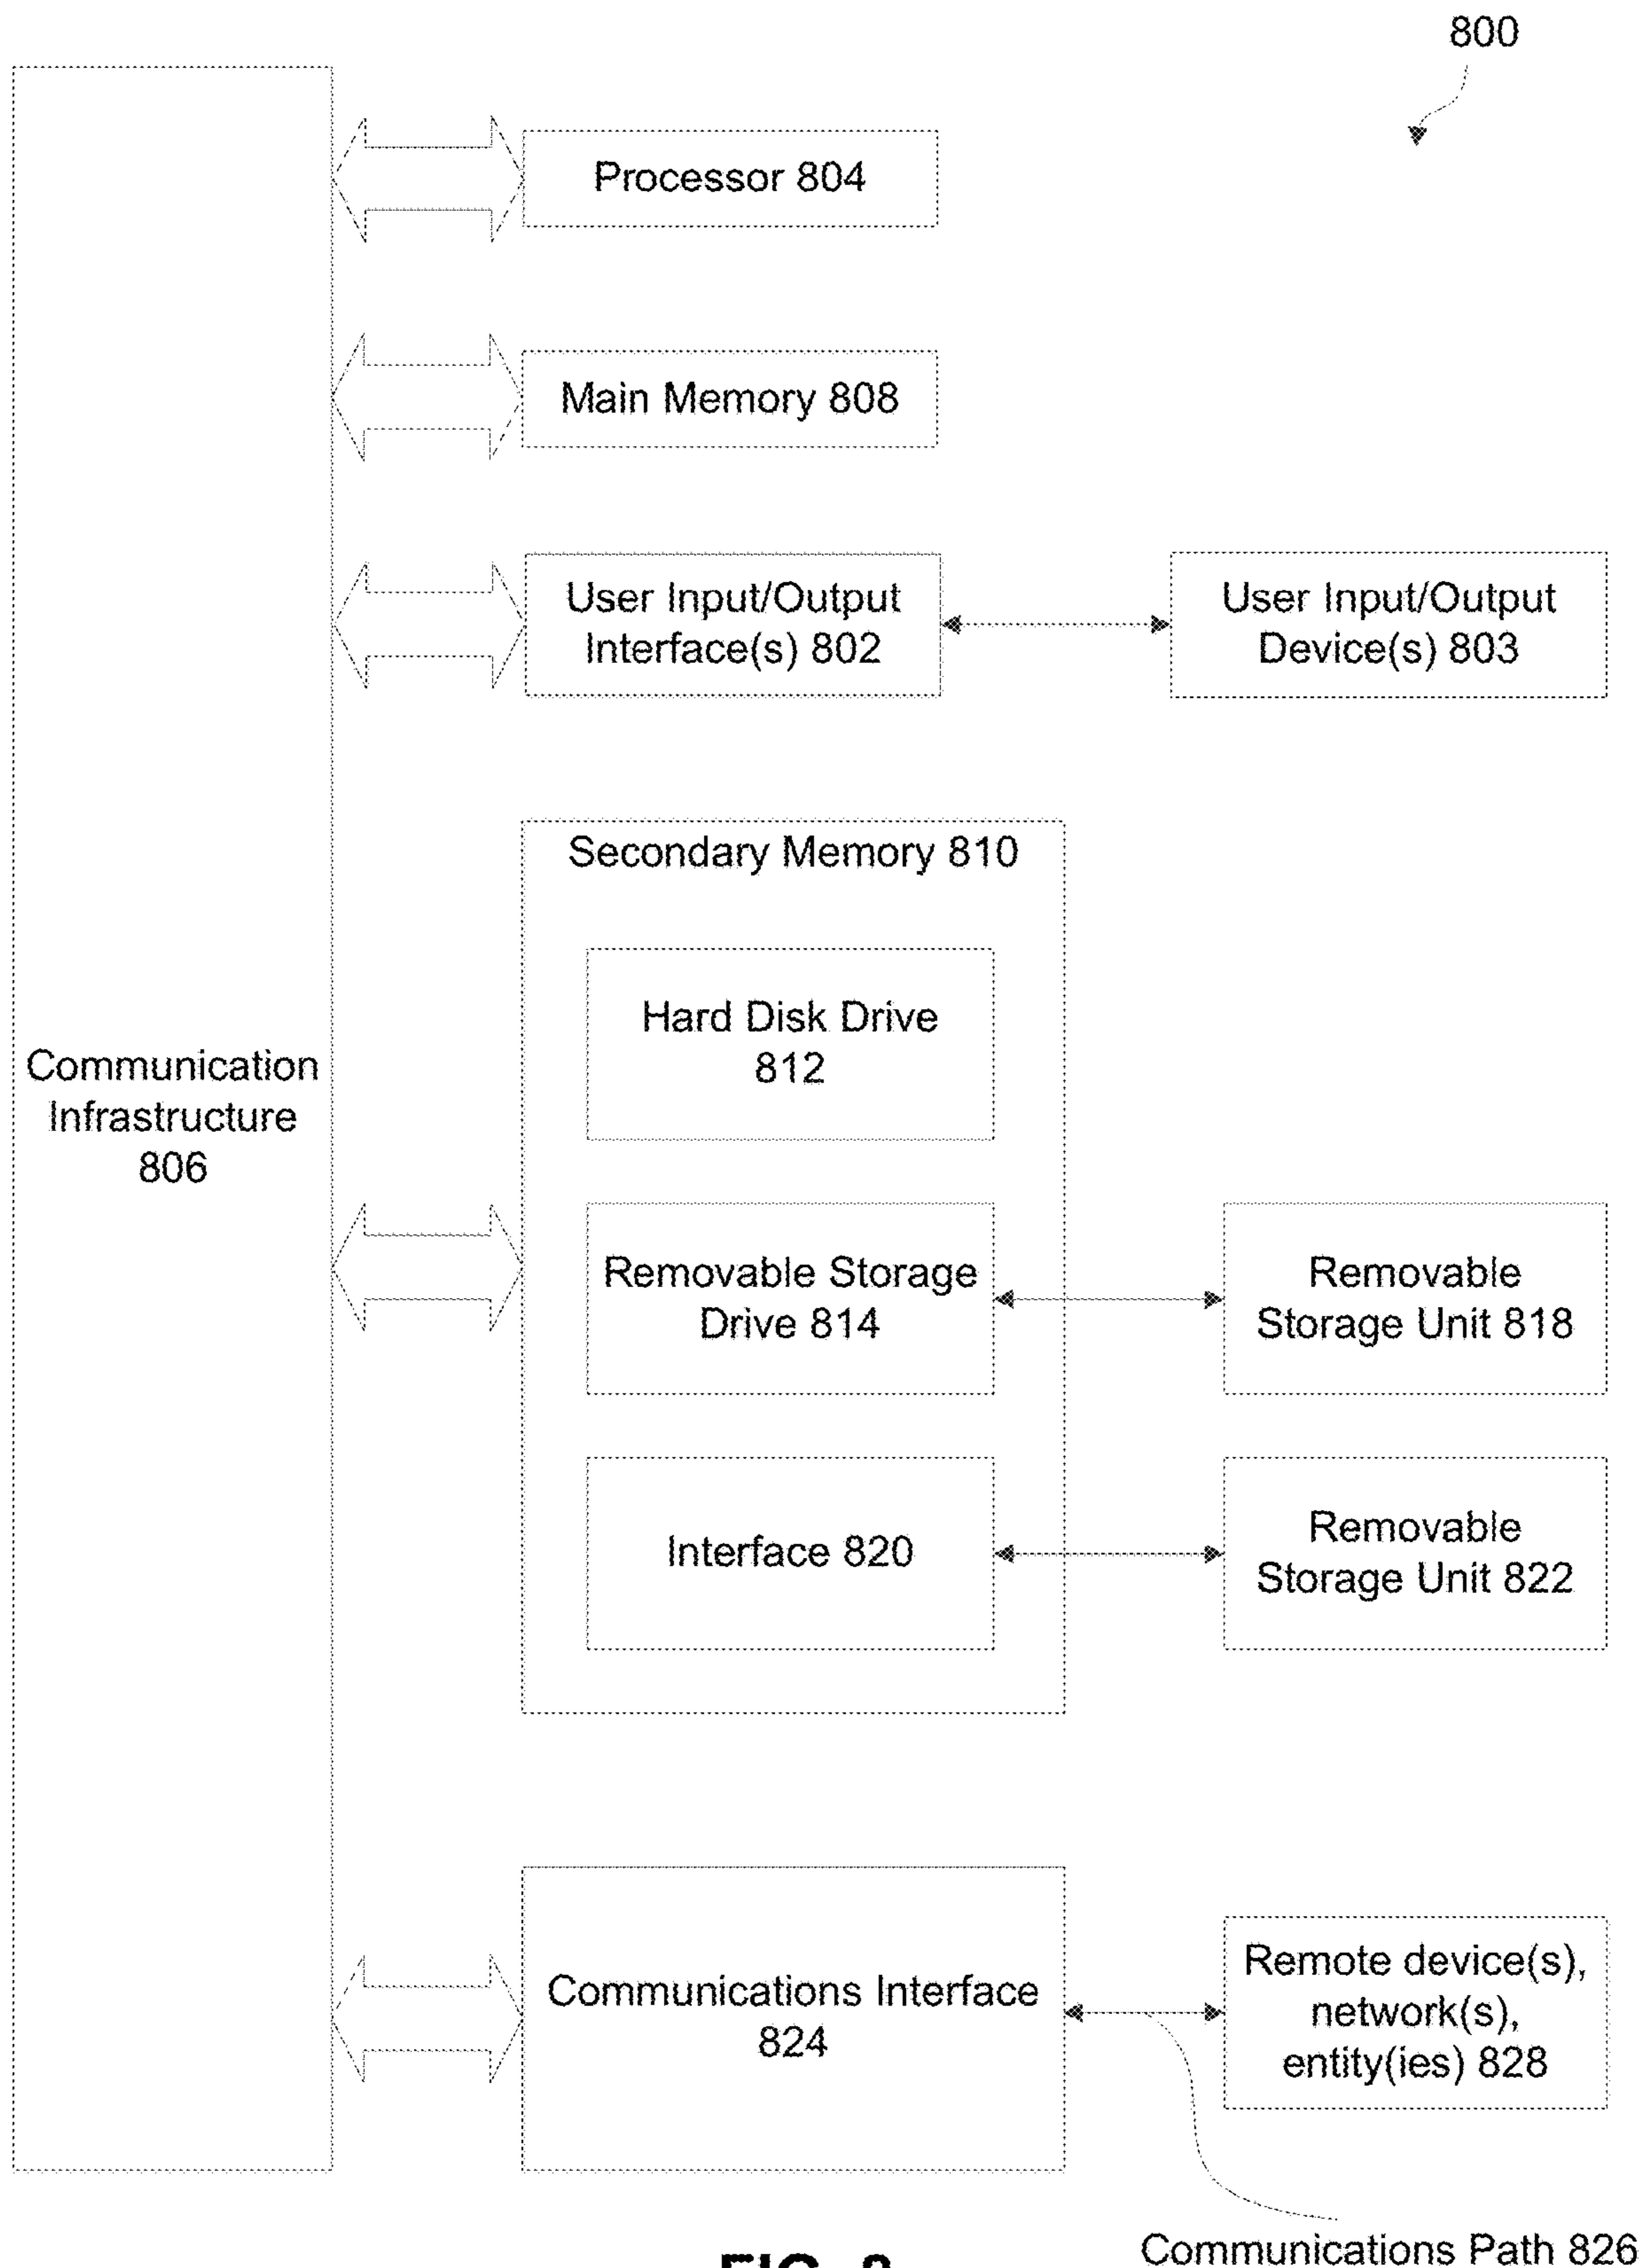 800
Processor 804
Main Memory 808
User Input/Output
Interface(s) 802
User Input/Output
Device(s) 803
Secondary Memory 810
Hard Disk Drive
812
Communication
Infrastructure
806
Removable Storage
Drive 814
Removable
Storage Unit 818
Interface 820
Removable
Storage Unit 822
Communications Interface
824
Remote device(s),
network(s),
entity(ies) 828
Communications Path 826
FIG.